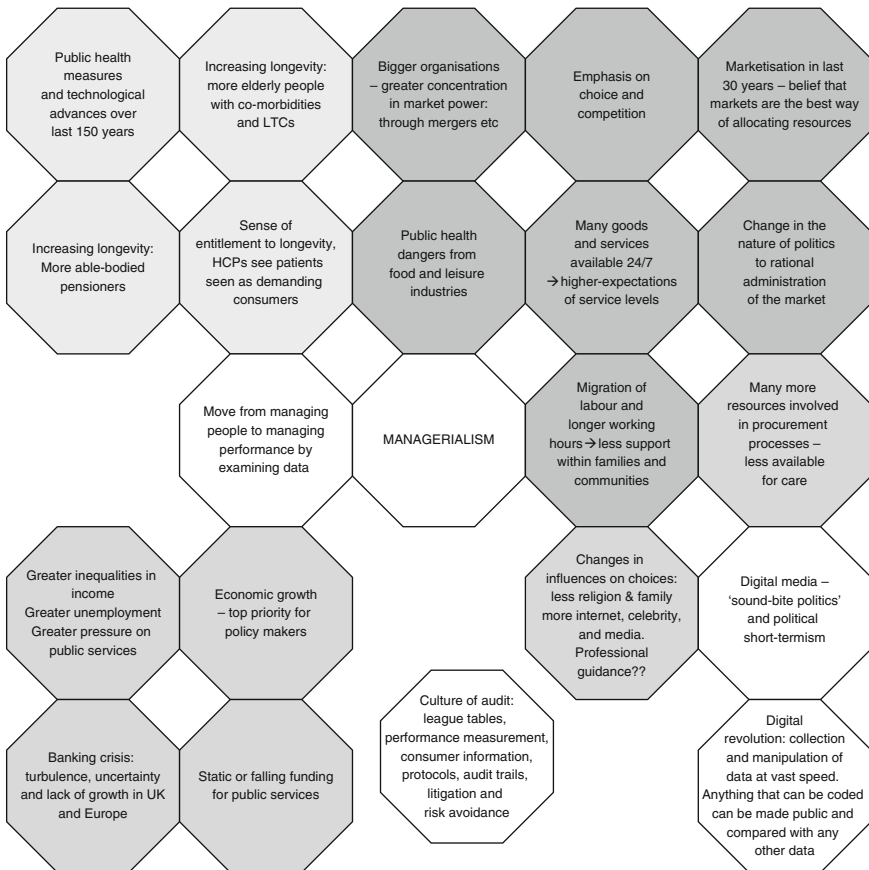 Public health
measures
and technological
advances over
last 150 years
Increasing longevity:
more elderly people
with co-morbidities
and LTCs
Bigger organisations
– greater concentration
in market power:
through mergers etc
Emphasis on
choice and
competition
Marketisation in last
30 years – belief that
markets are the best way
of allocating resources
Increasing longevity:
More able-bodied
pensioners
Sense of
entitlement to longevity,
HCPs see patients
seen as demanding
consumers
Public health
dangers from
food and leisure
industries
Many goods
and services
available 24/7
→higher-expectations
of service levels
Change in the
nature of politics
to rational
administration
of the market
Move from managing
people to managing
performance by
examining data
MANAGERIALISM
Migration of
labour and
longer working
hours→less support
within families and
communities
Many more
resources involved
in procurement
processes –
less available
for care
Greater inequalities in
income
Greater unemployment
Greater pressure on
public services
Economic growth
– top priority for
policy makers
Changes in
influences on choices:
less religion & family
more internet, celebrity,
and media.
Professional
guidance??
Digital media –
‘sound-bite politics’
and political
short-termism
Banking crisis:
turbulence, uncertainty
and lack of growth in UK
and Europe
Static or falling funding
for public services
Culture of audit:
league tables,
performance measurement,
consumer information,
protocols, audit trails,
litigation and
risk avoidance
Digital
revolution: collection
and manipulation of
data at vast speed.
Anything that can be coded
can be made public and
compared with any
other data